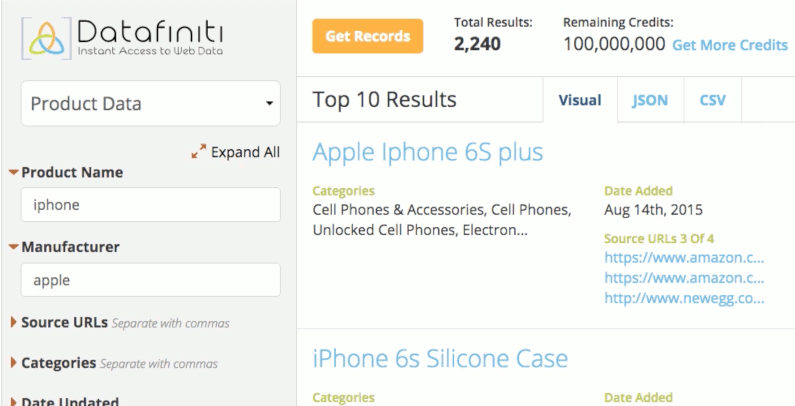 Datafiniti
Instant Access to Web Data
Product Data
Expand All
Product Name
iphone
Manufacturer
apple
Source URLs Separate with commas
Categories Separate with commas
Date Updated
Get Records
Total Results:
2,240
Remaining Credits:
100,000,000 Get More Credits
Top 10 Results
Visual
JSON
CSV
Apple Iphone 6S plus
Categories
Cell Phones & Accessories, Cell Phones,
Unlocked Cell Phones, Electron...
Date Added
Aug 14th, 2015
Source URLs 3 Of 4
https://www.amazon.c...
https://www.amazon.c...
http://www.newegg.co...
iPhone 6s Silicone Case
Categories
Date Added